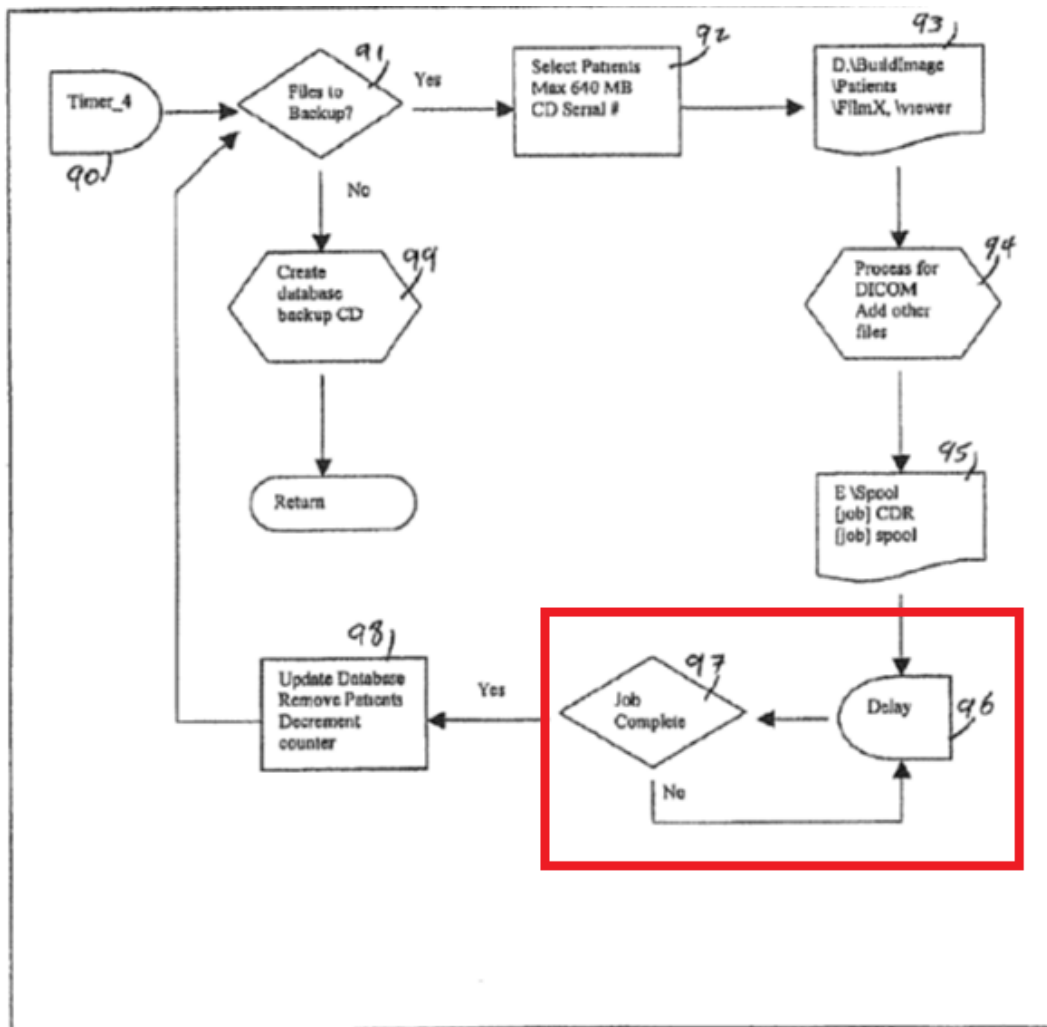 Timer_4
90
91
Files to
Backup?
Yes
92
Select Patients
Max 640 MB
CD Serial #
93
D.\BuildImage
\Patients
\FilmX, \viewer
No
99
Create
database
backup CD
94
Process for
DICOM
Add other
files
Return
95
E \Spool
[job] CDR
[job] spool
98
Update Database
Remove Patients
Decrement
counter
Yes
97
Job
Complete
Delay
96
No